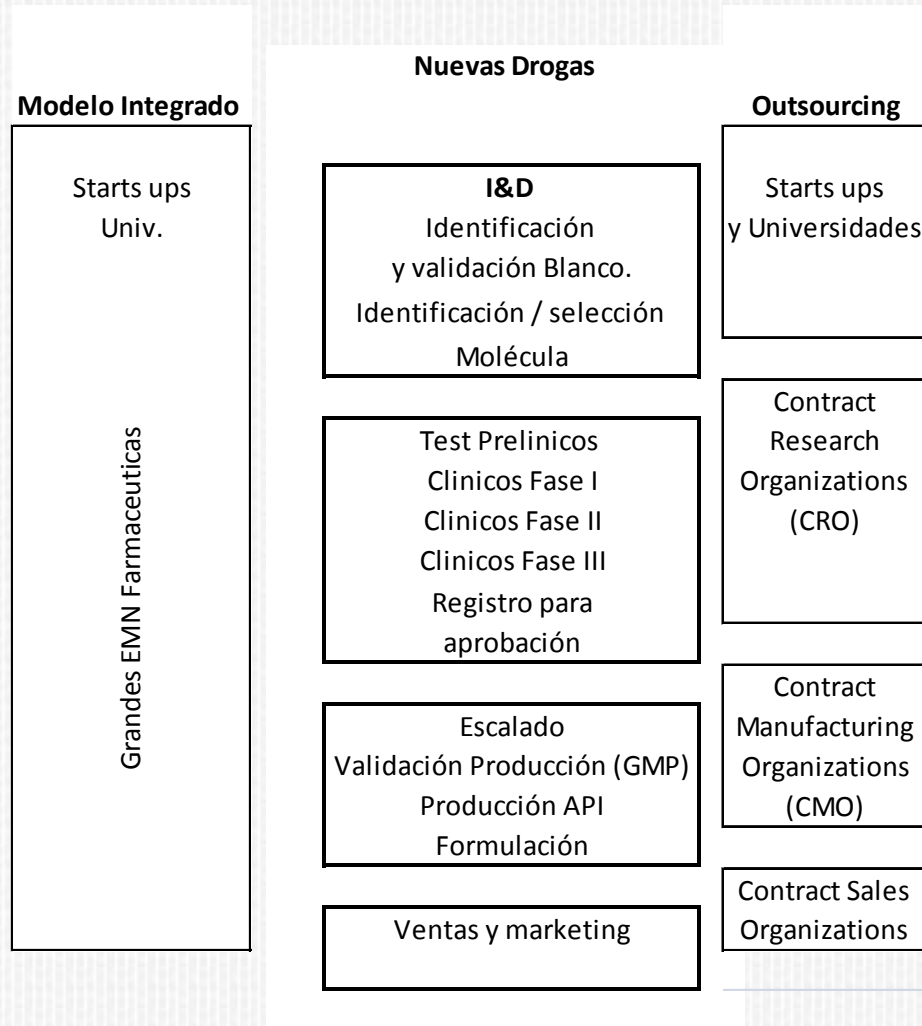 Modelo Integrado
Starts ups
Univ.
Grandes EMN Farmaceuticas
Nuevas Drogas
I&D
Identificación
y validación Blanco.
Identificación / selección
Molécula
Test Prelinicos
Clinicos Fase I
Clinicos Fase II
Clinicos Fase III
Registro para
aprobación
Escalado
Validación Producción (GMP)
Producción API
Formulación
Ventas y marketing
Outsourcing
Starts ups
y Universidades
Contract
Research
Organizations
(CRO)
Contract
Manufacturing
Organizations
(CMO)
Contract Sales
Organizations